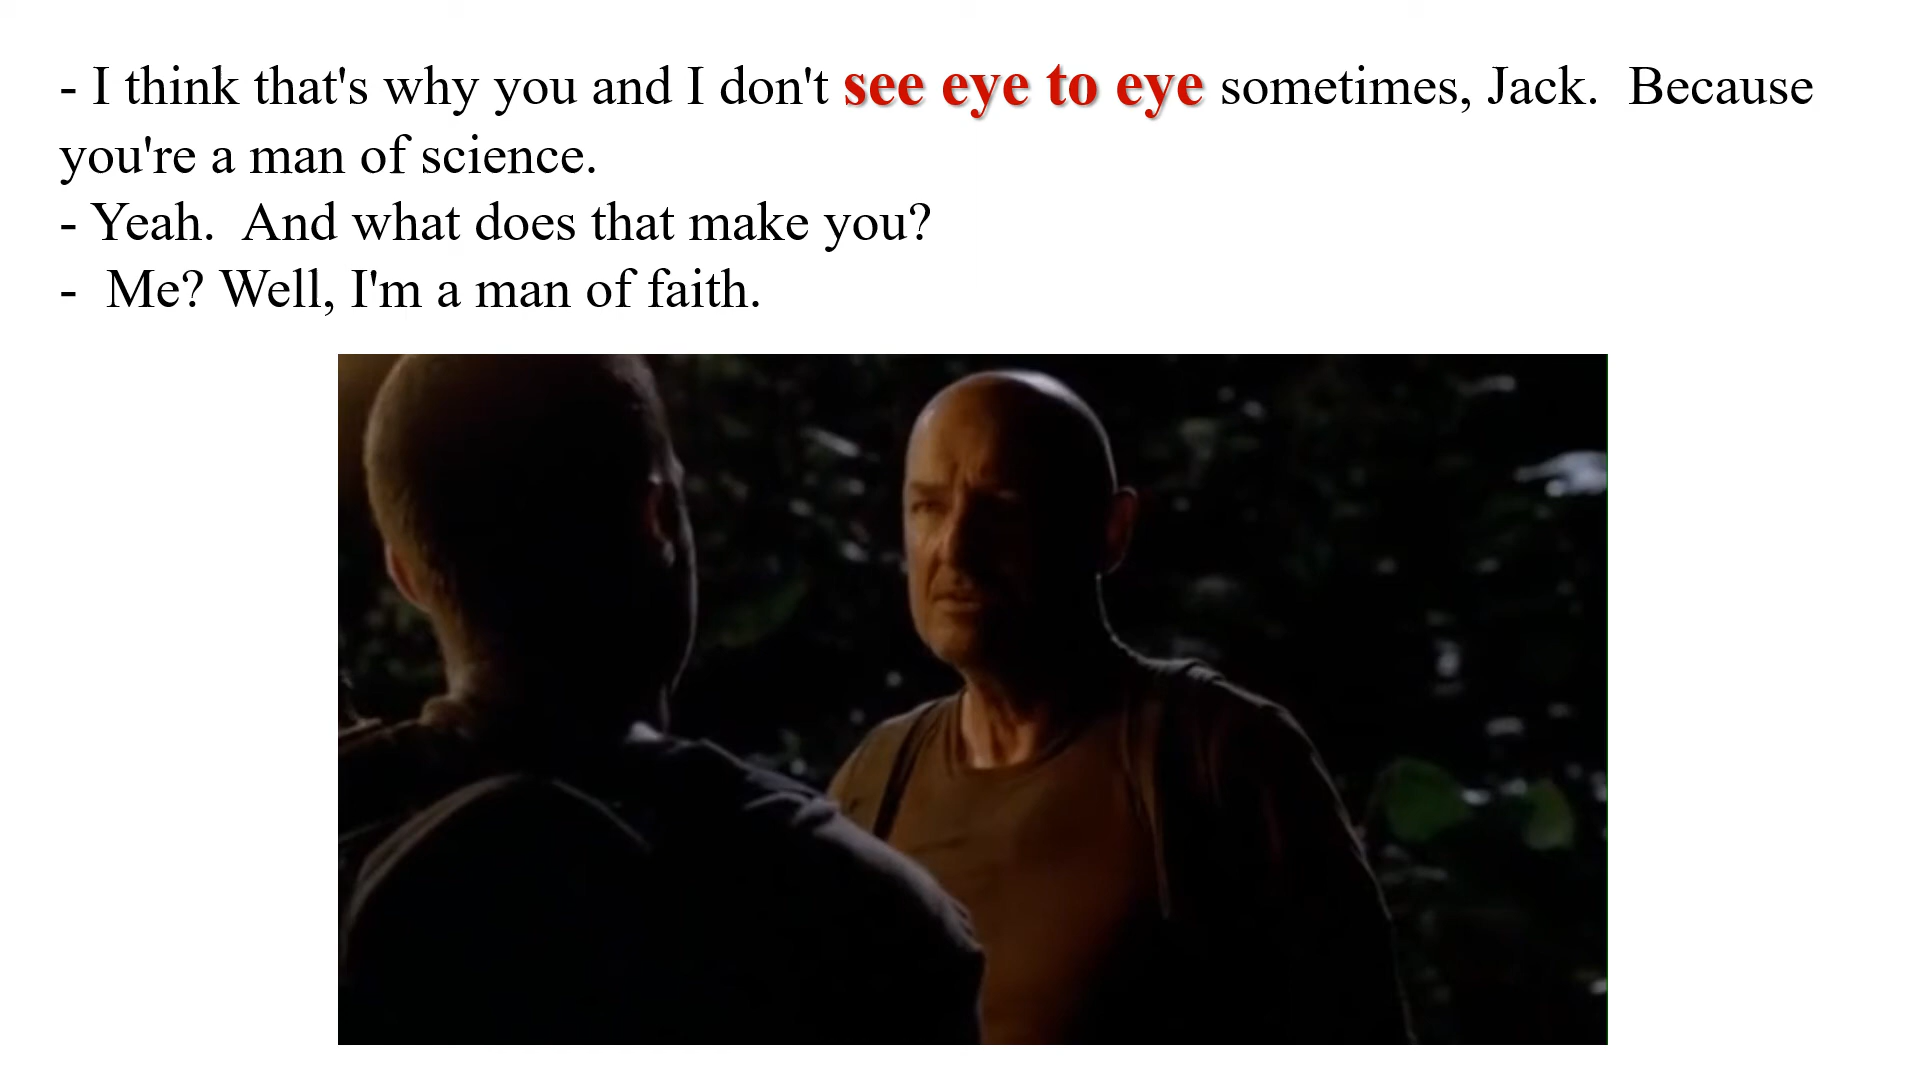 - I think that's why you and I don't see eye to eye sometimes, Jack.  Because
you're a man of science.
- Yeah.  And what does that make you?
-  Me? Well, I'm a man of faith.